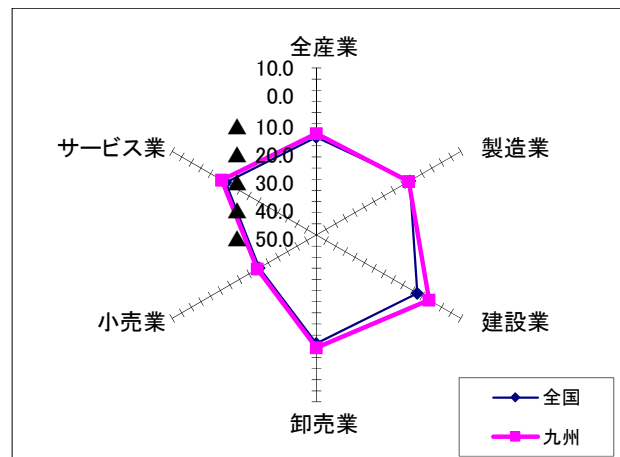 全産業
10.0
0.0
▲ 10.0
▲ 20.0
▲ 30.0
▲ 40.0
▲ 50.0
サービス業
製造業
小売業
建設業
卸売業
全国
九州